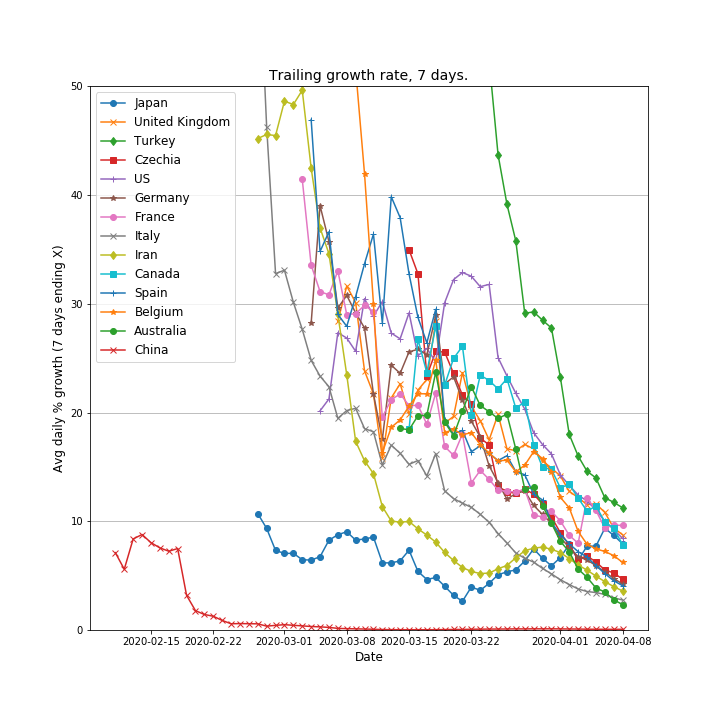 Trailing growth rate, 7 days.
Avg daily % growth (7 days ending X)
50
40
30
20
10
0
Japan
United Kingdom
Turkey
Czechia
US
Germany
France
Italy
Iran
Canada
Spain
Belgium
Australia
China
2020-02-15 2020-02-22 2020-03-01 2020-03-08 2020-03-15 2020-03-22 2020-04-01 2020-04-08
Date